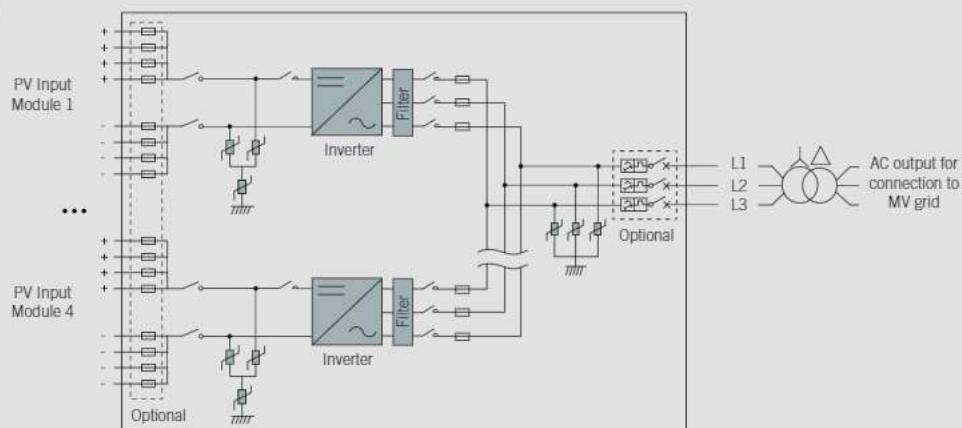 +
+
+
+
PV Input
Module 1
-
-
-
-
Inverter
Filter
•••
L1
L2
L3
AC output for
connection to
MV grid
Optional
+
+
+
+
PV Input
Module 4
-
-
-
-
Inverter
Filter
Optional